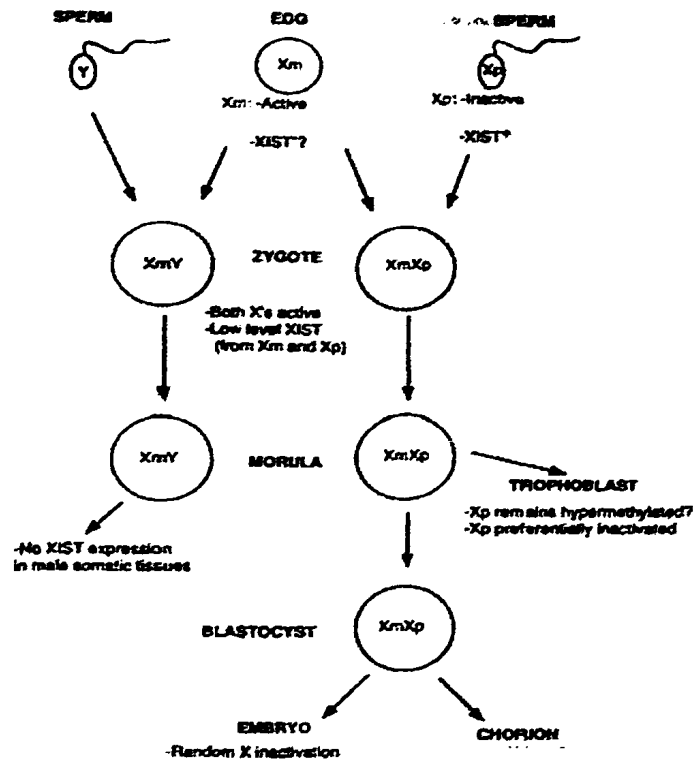 SPERM
EGG
SPERM
Y
Xm
Xp
Xm: -Active
-XIST-?
Xp: -Inactive
-XIST+
XmY
ZYGOTE
XmXp
-Both X's active
-Low level XIST
(from Xm and Xp)
XmY
MORULA
XmXp
TROPHOBLAST
-Xp remains hypermethylated?
-Xp preferentially inactivated
-No XIST expression
in male somatic tissues
BLASTOCYST
XmXp
EMBRYO
-Random X inactivation
CHORION